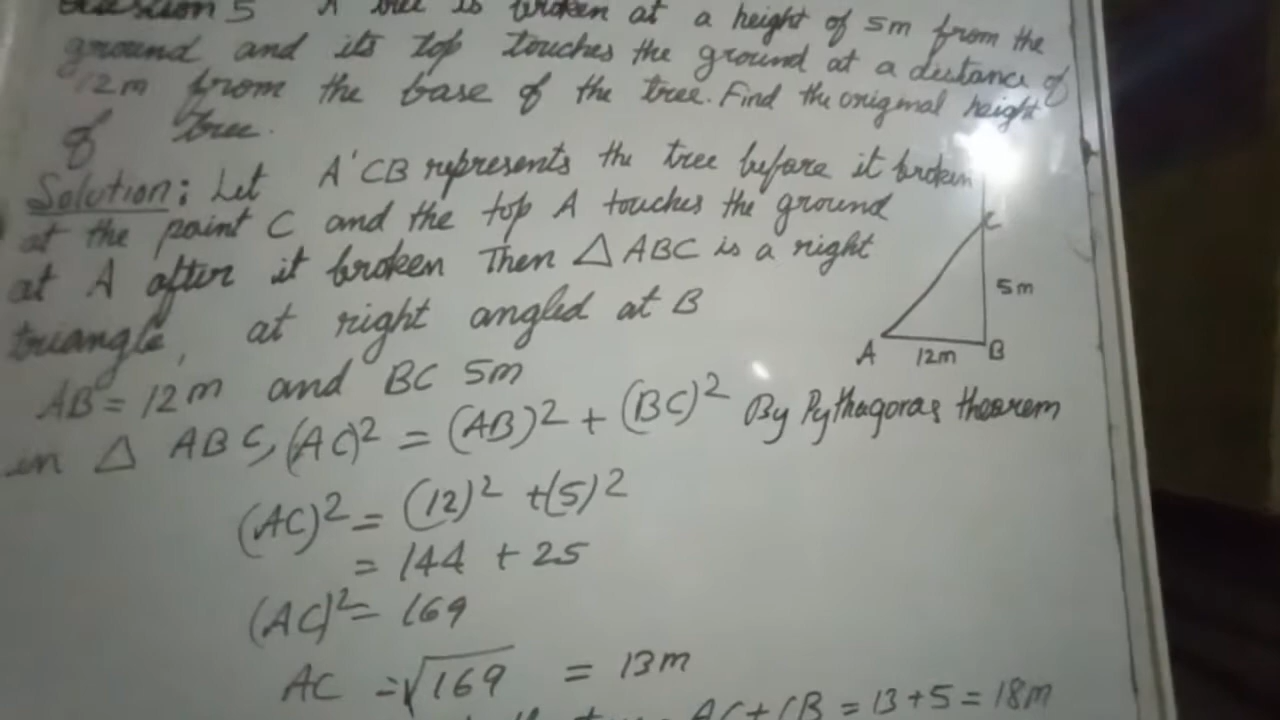 Question 5 A tree is broken at a height of 5m from the
ground and its top touches the ground at a distance of
12m from the base of the tree. Find the original height
of tree.
Solution: Let A'CB represents the tree before it broken
at the point C and the top A touches the ground
at A after it broken Then △ABC is a right
triangle, at right angled at B
AB = 12m and BC 5m
in △ ABC, (AC)² = (AB)² + (BC)² By Pythagoras theorem
(AC)² = (12)² +(5)²
= 144 + 25
(AC)² = 169
AC = √169 = 13m
AC + CB = 13+5 = 18m
C
5m
A 12m B